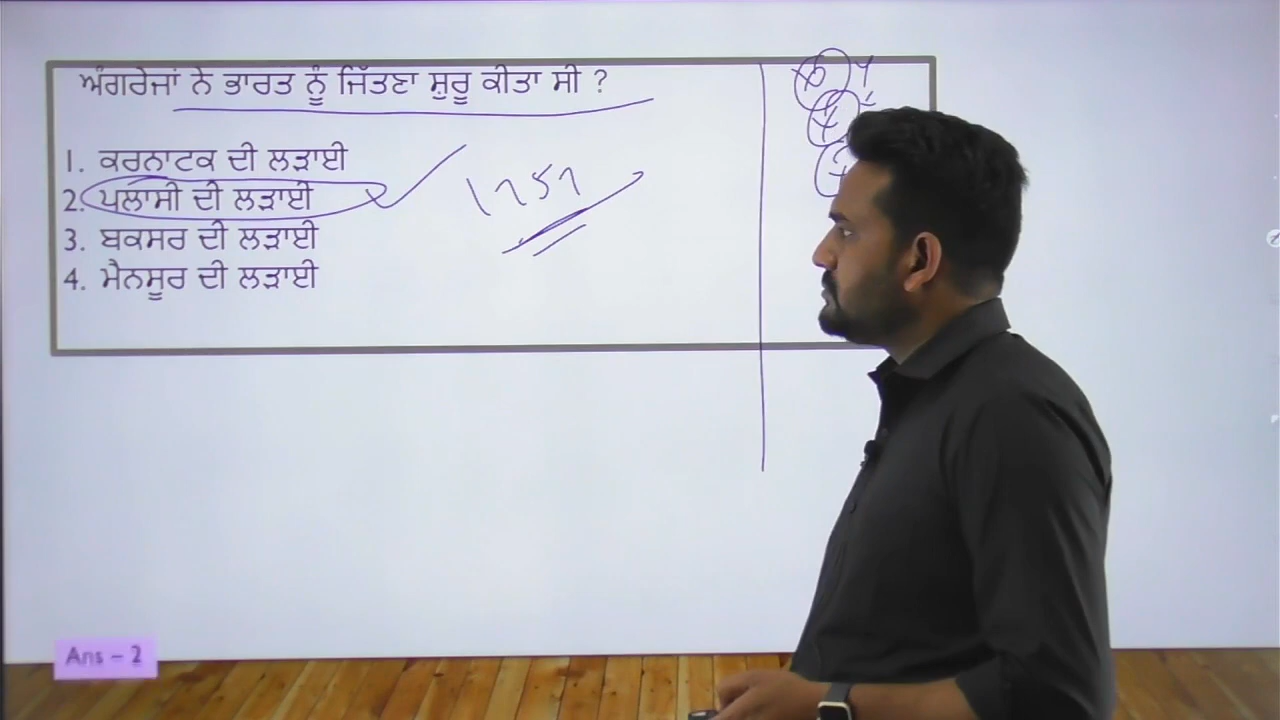 ਅੰਗਰੇਜਾਂ ਨੇ ਭਾਰਤ ਨੂੰ ਜਿੱਤਣਾ ਸ਼ੁਰੂ ਕੀਤਾ ਸੀ ?
1. ਕਰਨਾਟਕ ਦੀ ਲੜਾਈ
2. ਪਲਾਸੀ ਦੀ ਲੜਾਈ
1757
3. ਬਕਸਰ ਦੀ ਲੜਾਈ
4. ਮੈਨਸੂਰ ਦੀ ਲੜਾਈ
Ans – 2